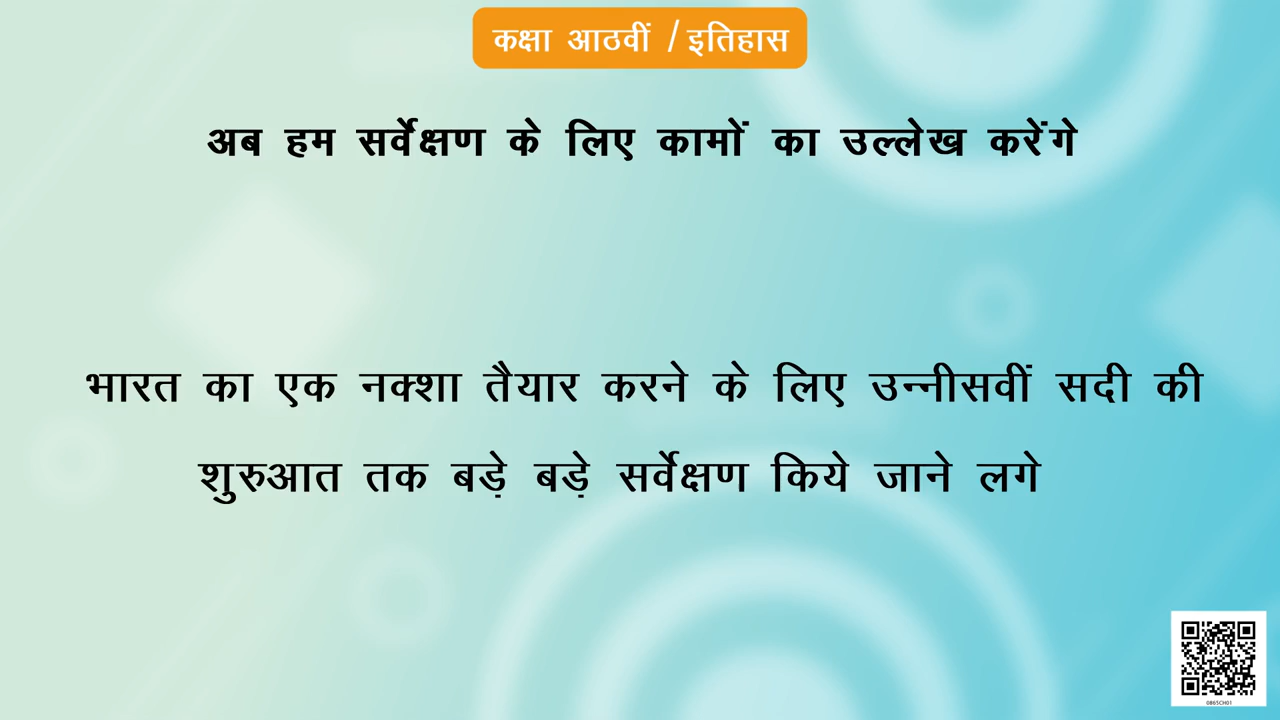 कक्षा आठवीं / इतिहास
अब हम सर्वेक्षण के लिए कामों का उल्लेख करेंगे
भारत का एक नक्शा तैयार करने के लिए उन्नीसवीं सदी की
शुरुआत तक बड़े बड़े सर्वेक्षण किये जाने लगे
0865CH01